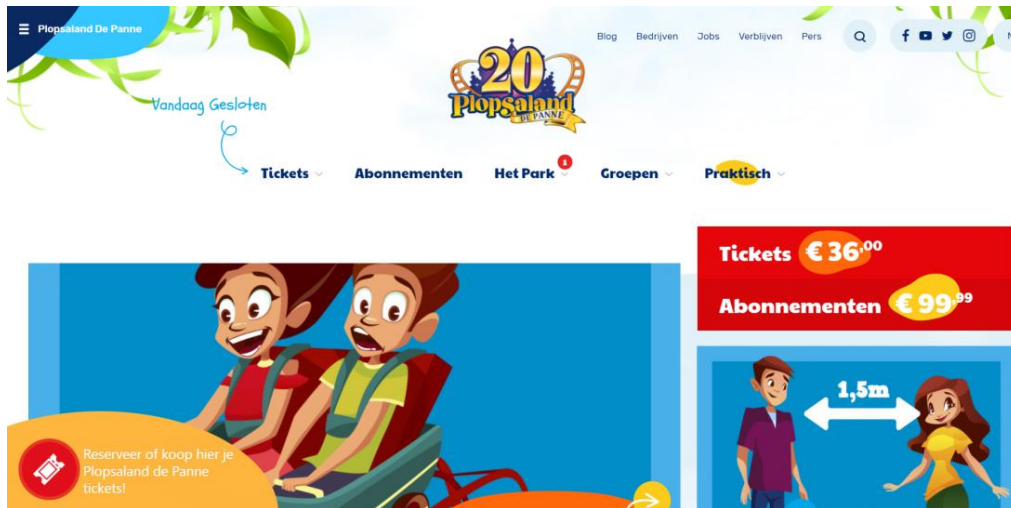 Plopsaland De Panne
Blog Bedrijven Jobs Verblijven Pers
N
Vandaag Gesloten
20
Plopsaland
DE PANNE
Tickets Abonnementen Het Park 1 Groepen Praktisch
Tickets € 36,00
Abonnementen € 99,99
1,5m
Reserveer of koop hier je
Plopsaland de Panne
tickets!